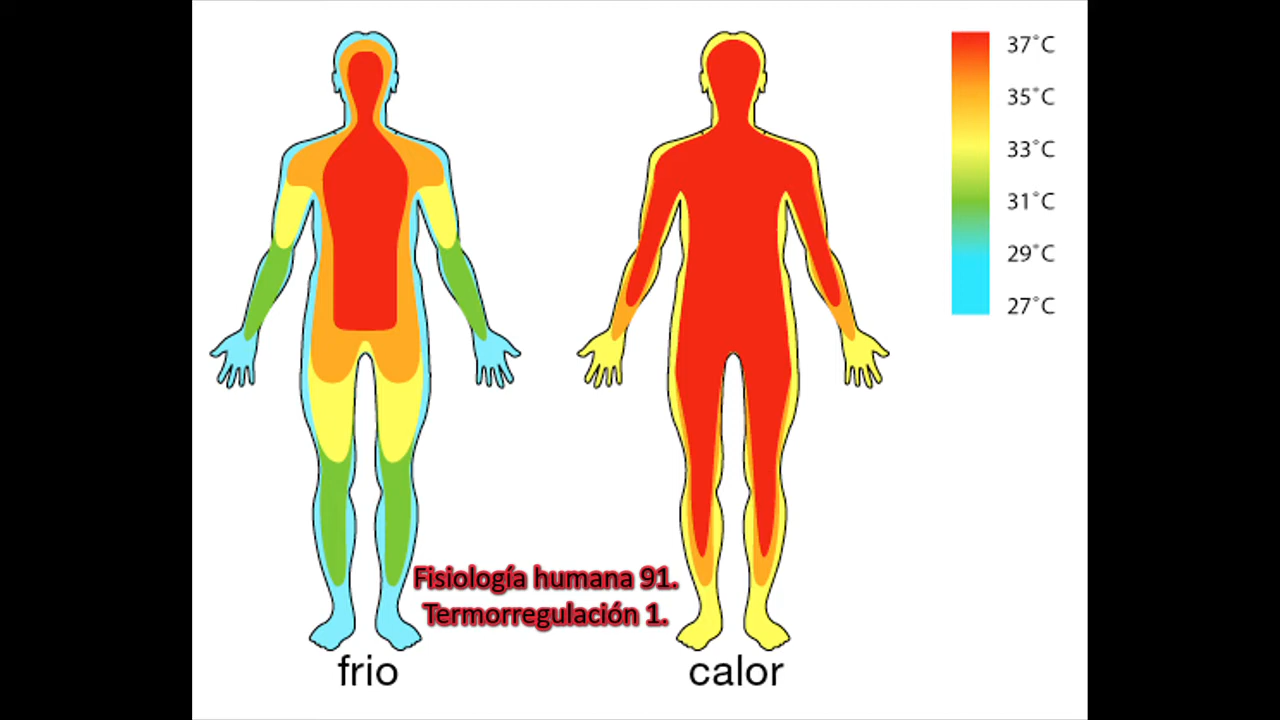 37°C
35°C
33°C
31°C
29°C
27°C
Fisiología humana 91.
Termorregulación 1.
frio
calor